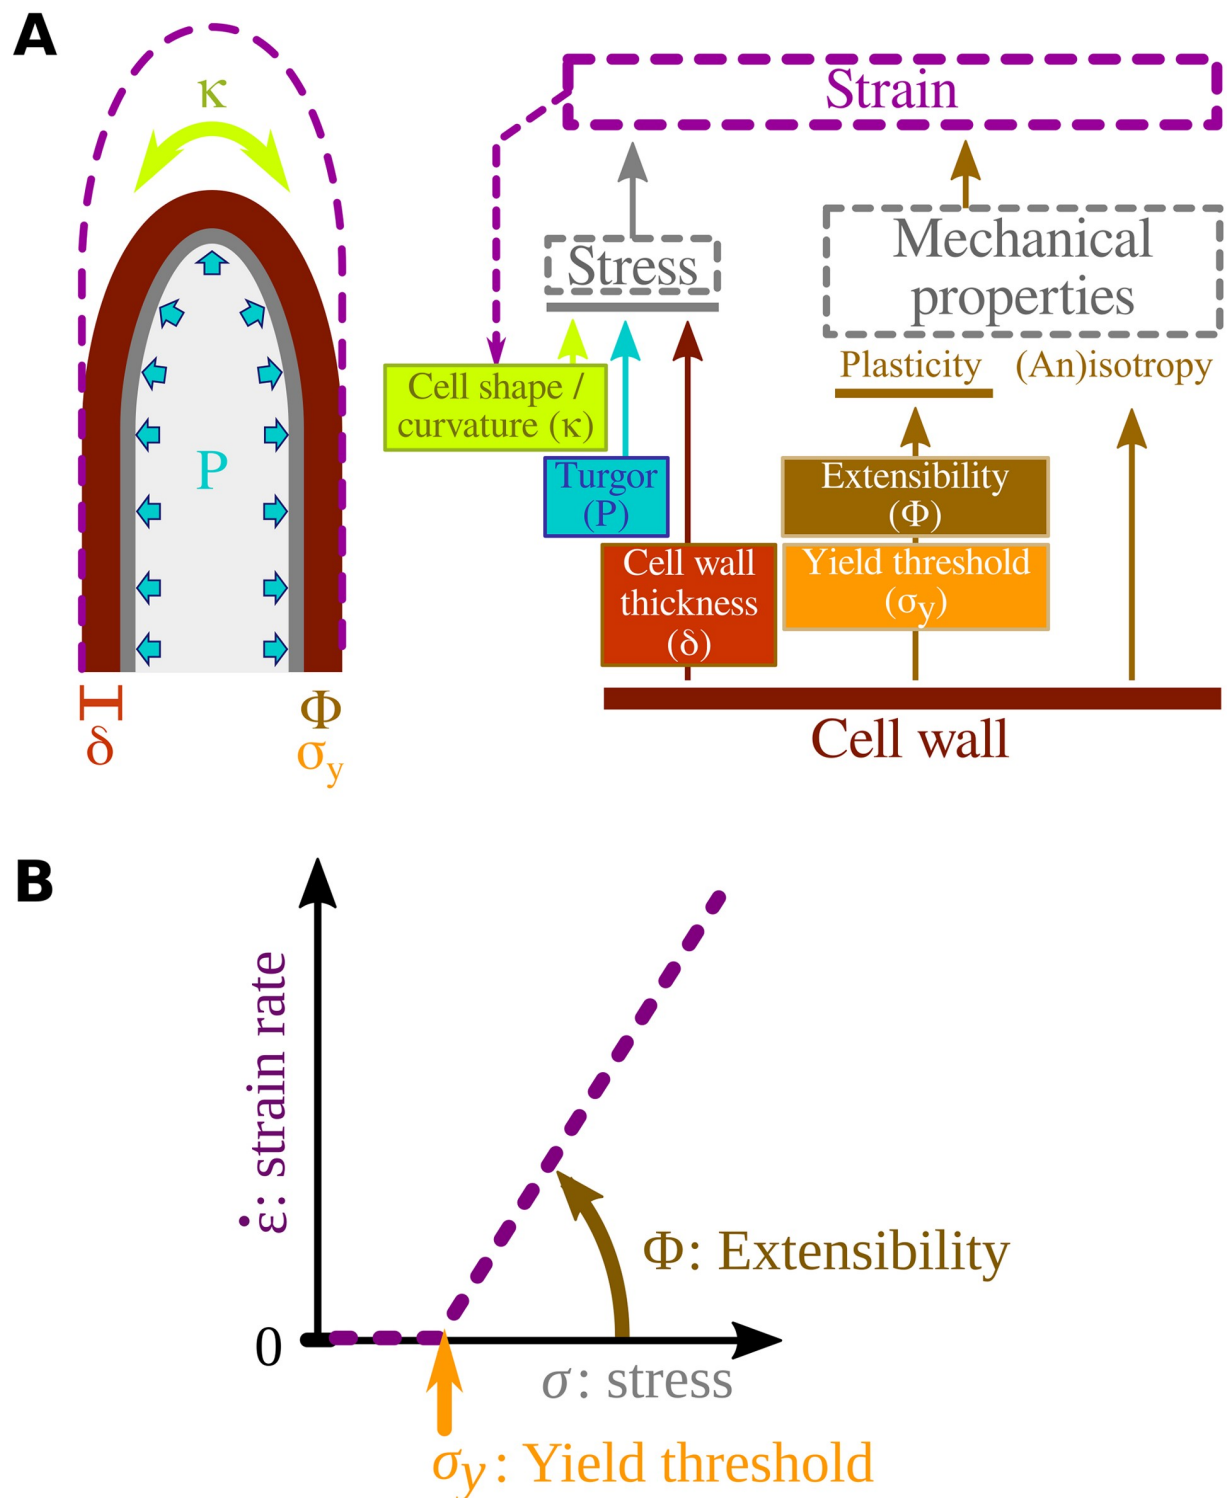 A
κ
P
δ
Φ
σy
Strain
Stress
Mechanical
properties
Plasticity
(An)isotropy
Cell shape /
curvature (κ)
Turgor
(P)
Extensibility
(Φ)
Cell wall
thickness
(δ)
Yield threshold
(σy)
Cell wall
B
ε̇: strain rate
Φ: Extensibility
0
σ: stress
σy: Yield threshold